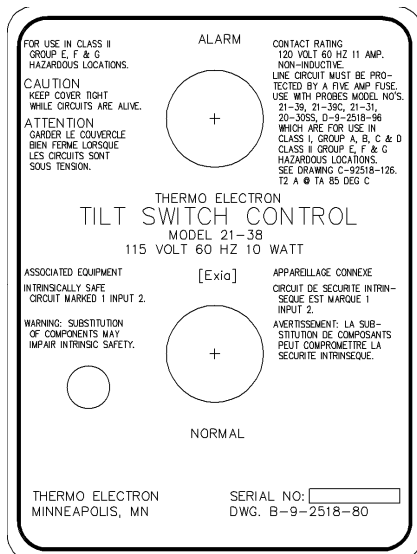 FOR USE IN CLASS II
GROUP E, F & G
HAZARDOUS LOCATIONS.
CAUTION
KEEP COVER TIGHT
WHILE CIRCUITS ARE ALIVE.
ATTENTION
GARDER LE COUVERCLE
BIEN FERME LORSQUE
LES CIRCUITS SONT
SOUS TENSION.
ALARM
CONTACT RATING
120 VOLT 60 HZ 11 AMP.
NON-INDUCTIVE.
LINE CIRCUIT MUST BE PRO-
TECTED BY A FIVE AMP FUSE.
USE WITH PROBES MODEL NO'S.
21-39, 21-39C, 21-31,
20-30SS, D-9-2518-96
WHICH ARE FOR USE IN
CLASS I, GROUP A, B, C & D
CLASS II GROUP E, F & G
HAZARDOUS LOCATIONS.
SEE DRAWING C-92518-126.
T2 A @ TA 85 DEG C
THERMO ELECTRON
TILT SWITCH CONTROL
MODEL 21-38
115 VOLT 60 HZ 10 WATT
ASSOCIATED EQUIPMENT
INTRINSICALLY SAFE
CIRCUIT MARKED 1 INPUT 2.
WARNING: SUBSTITUTION
OF COMPONENTS MAY
IMPAIR INTRINSIC SAFETY.
[Exia]
APPAREILLAGE CONNEXE
CIRCUIT DE SECURITE INTRIN-
SEQUE EST MARQUE 1
INPUT 2.
AVERTISSEMENT: LA SUB-
STITUTION DE COMPOSANTS
PEUT COMPROMETTRE LA
SECURITE INTRINSEQUE.
NORMAL
THERMO ELECTRON
MINNEAPOLIS, MN
SERIAL NO:
DWG. B-9-2518-80